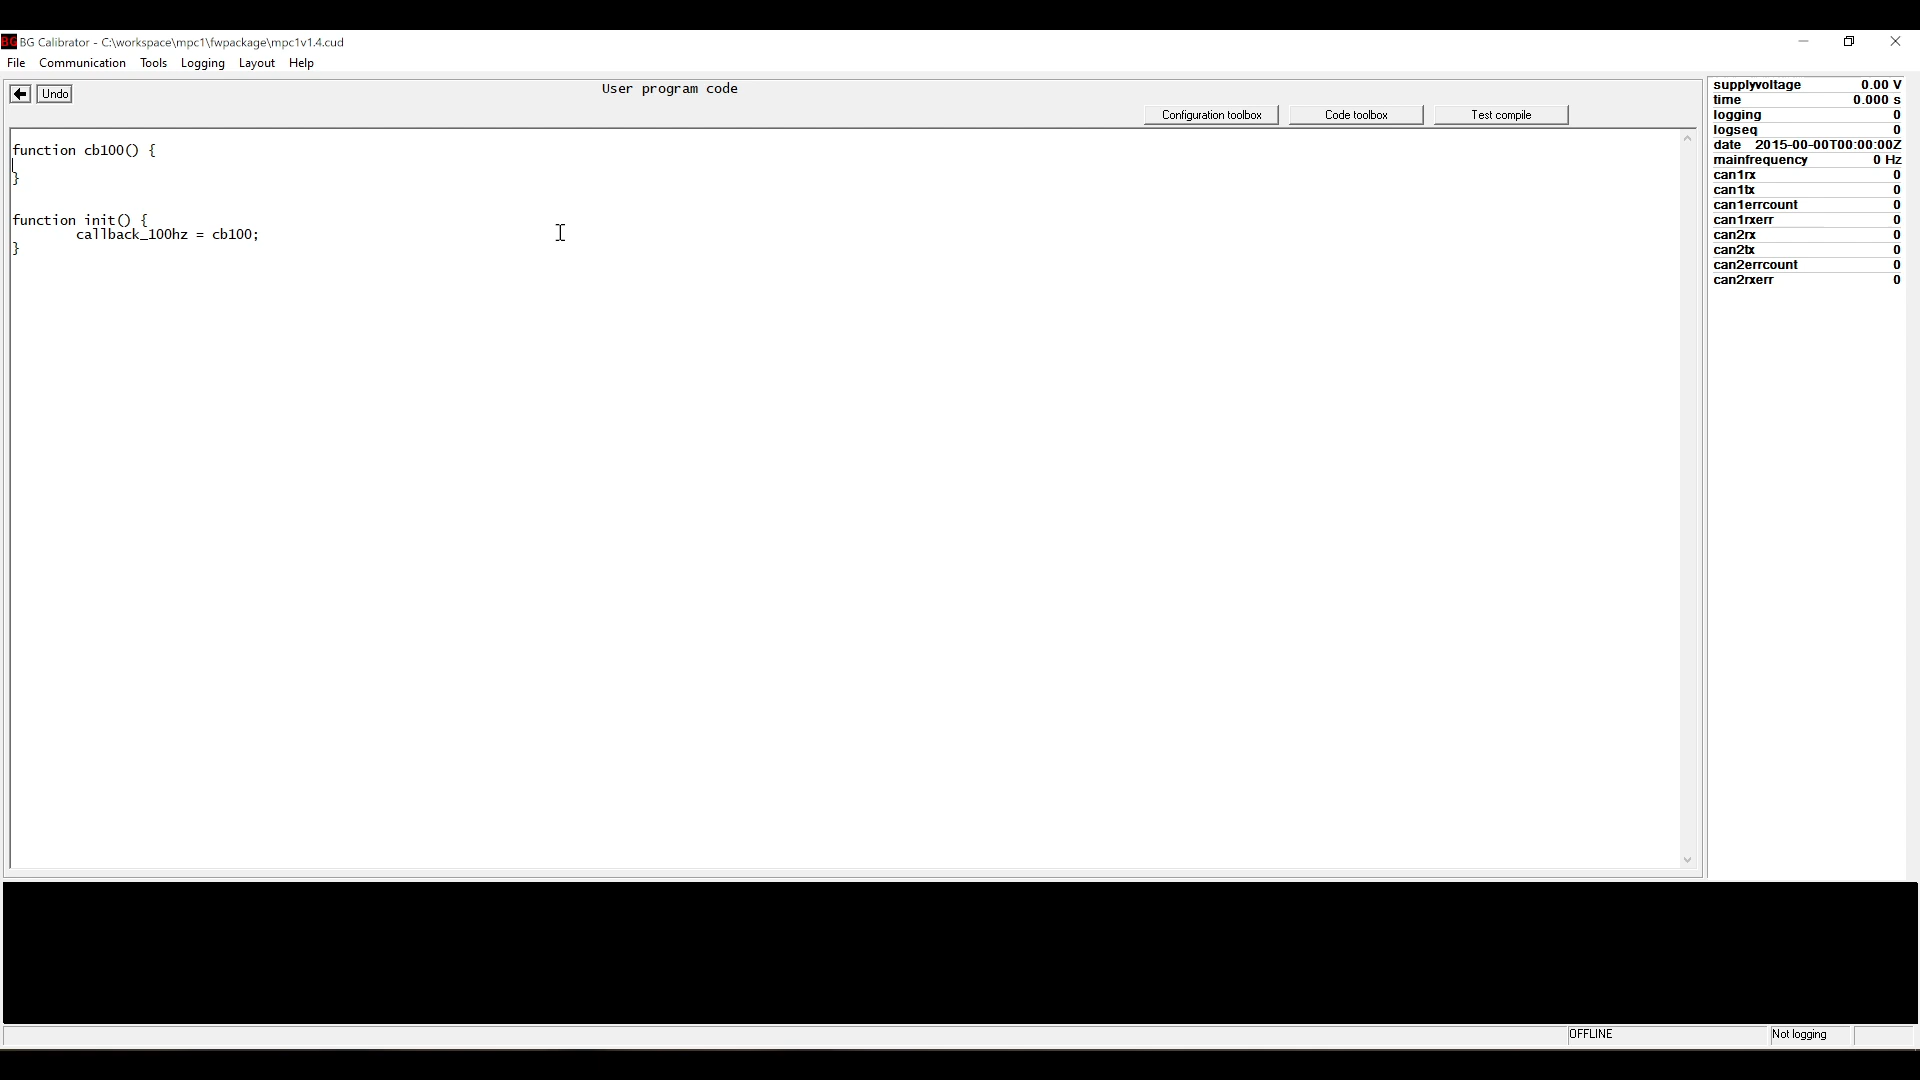 BG BG Calibrator - C:\workspace\mpc1\fwpackage\mpc1v1.4.cud
File Communication Tools Logging Layout Help
Undo
User program code
Configuration toolbox Code toolbox Test compile
function cb100() {
}
function init() {
callback_100hz = cb100;
}
supplyvoltage 0.00 V
time 0.000 s
logging 0
logseq 0
date 2015-00-00T00:00:00Z
mainfrequency 0 Hz
can1rx 0
can1tx 0
can1errcount 0
can1rxerr 0
can2rx 0
can2tx 0
can2errcount 0
can2rxerr 0
OFFLINE Not logging